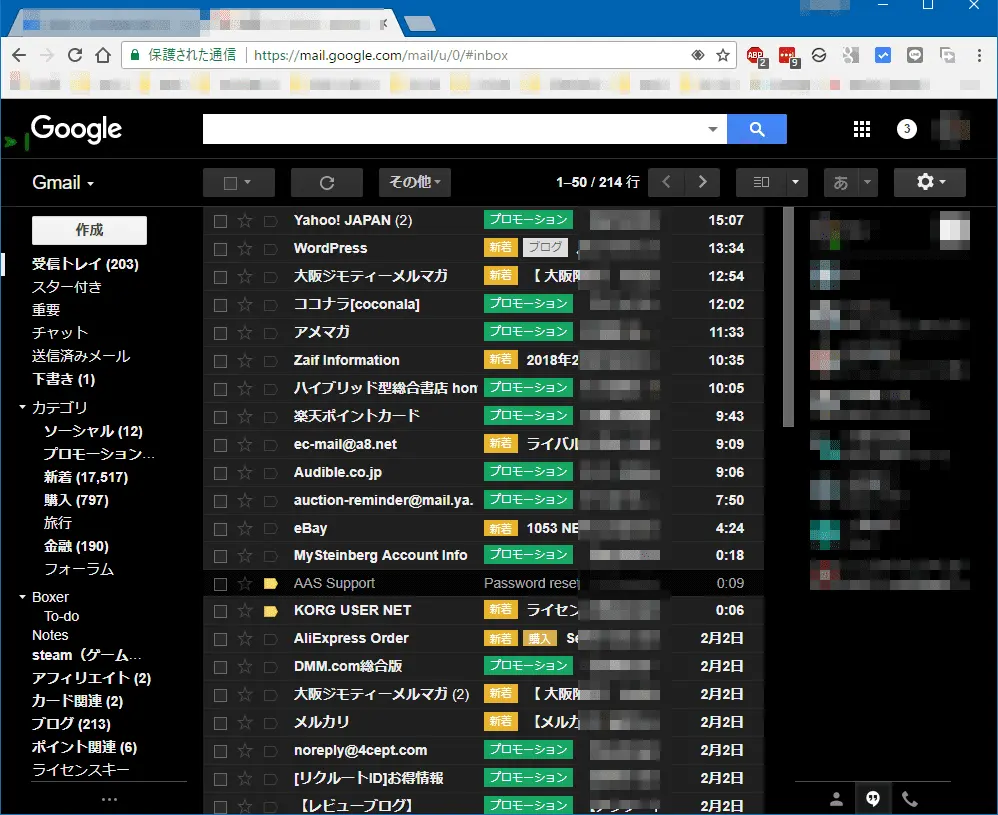 保護された通信 https://mail.google.com/mail/u/0/#inbox
ABP 2 9
Google
3
Gmail
その他
1–50 / 214 行
あ
作成
受信トレイ (203)
スター付き
重要
チャット
送信済みメール
下書き (1)
カテゴリ
ソーシャル (12)
プロモーション...
新着 (17,517)
購入 (797)
旅行
金融 (190)
フォーラム
Boxer
To-do
Notes
steam（ゲーム...
アフィリエイト (2)
カード関連 (2)
ブログ (213)
ポイント関連 (6)
ライセンスキー
Yahoo! JAPAN (2) プロモーション 15:07
WordPress 新着 ブログ 13:34
大阪ジモティーメルマガ 新着 【 大阪 12:54
ココナラ[coconala] プロモーション 12:02
アメマガ プロモーション 11:33
Zaif Information 新着 2018年2 10:35
ハイブリッド型総合書店 hon プロモーション 10:05
楽天ポイントカード プロモーション 9:43
ec-mail@a8.net 新着 ライバル 9:09
Audible.co.jp プロモーション 9:06
auction-reminder@mail.ya. プロモーション 7:50
eBay 新着 1053 NE 4:24
MySteinberg Account Info プロモーション 0:18
AAS Support Password reset 0:09
KORG USER NET 新着 ライセン 0:06
AliExpress Order 新着 購入 2月2日
DMM.com総合版 プロモーション 2月2日
大阪ジモティーメルマガ (2) 新着 【 大阪 2月2日
メルカリ 新着 【メルカ 2月2日
noreply@4cept.com プロモーション 2月2日
[リクルートID]お得情報 プロモーション 2月2日
【レビューブログ】 プロモーション 2月2日